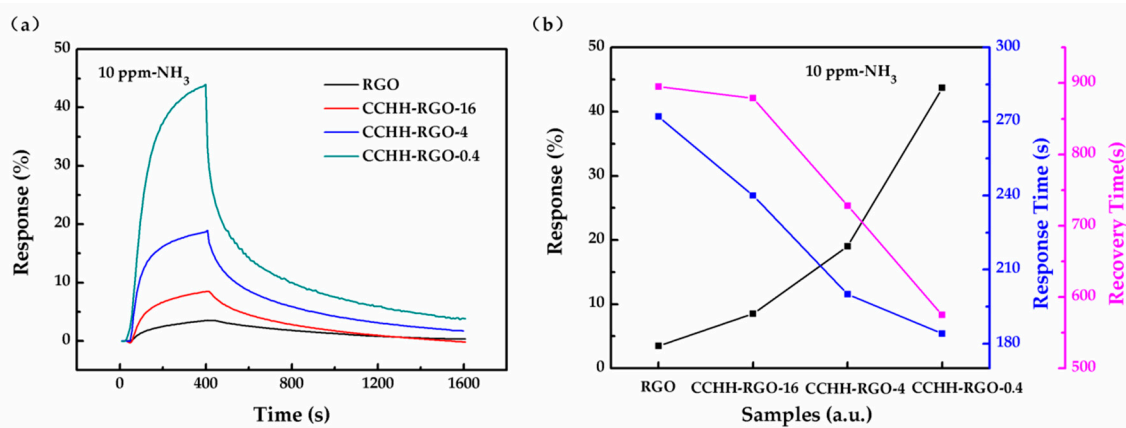 (a)
50
40
30
20
10
0
Response (%)
10 ppm-NH3
RGO
CCHH-RGO-16
CCHH-RGO-4
CCHH-RGO-0.4
0
400
800
1200
1600
Time (s)
(b)
50
40
30
20
10
0
Response (%)
10 ppm-NH3
300
270
240
210
180
Response Time (s)
900
800
700
600
500
Recovery Time(s)
RGO
CCHH-RGO-16
CCHH-RGO-4
CCHH-RGO-0.4
Samples (a.u.)